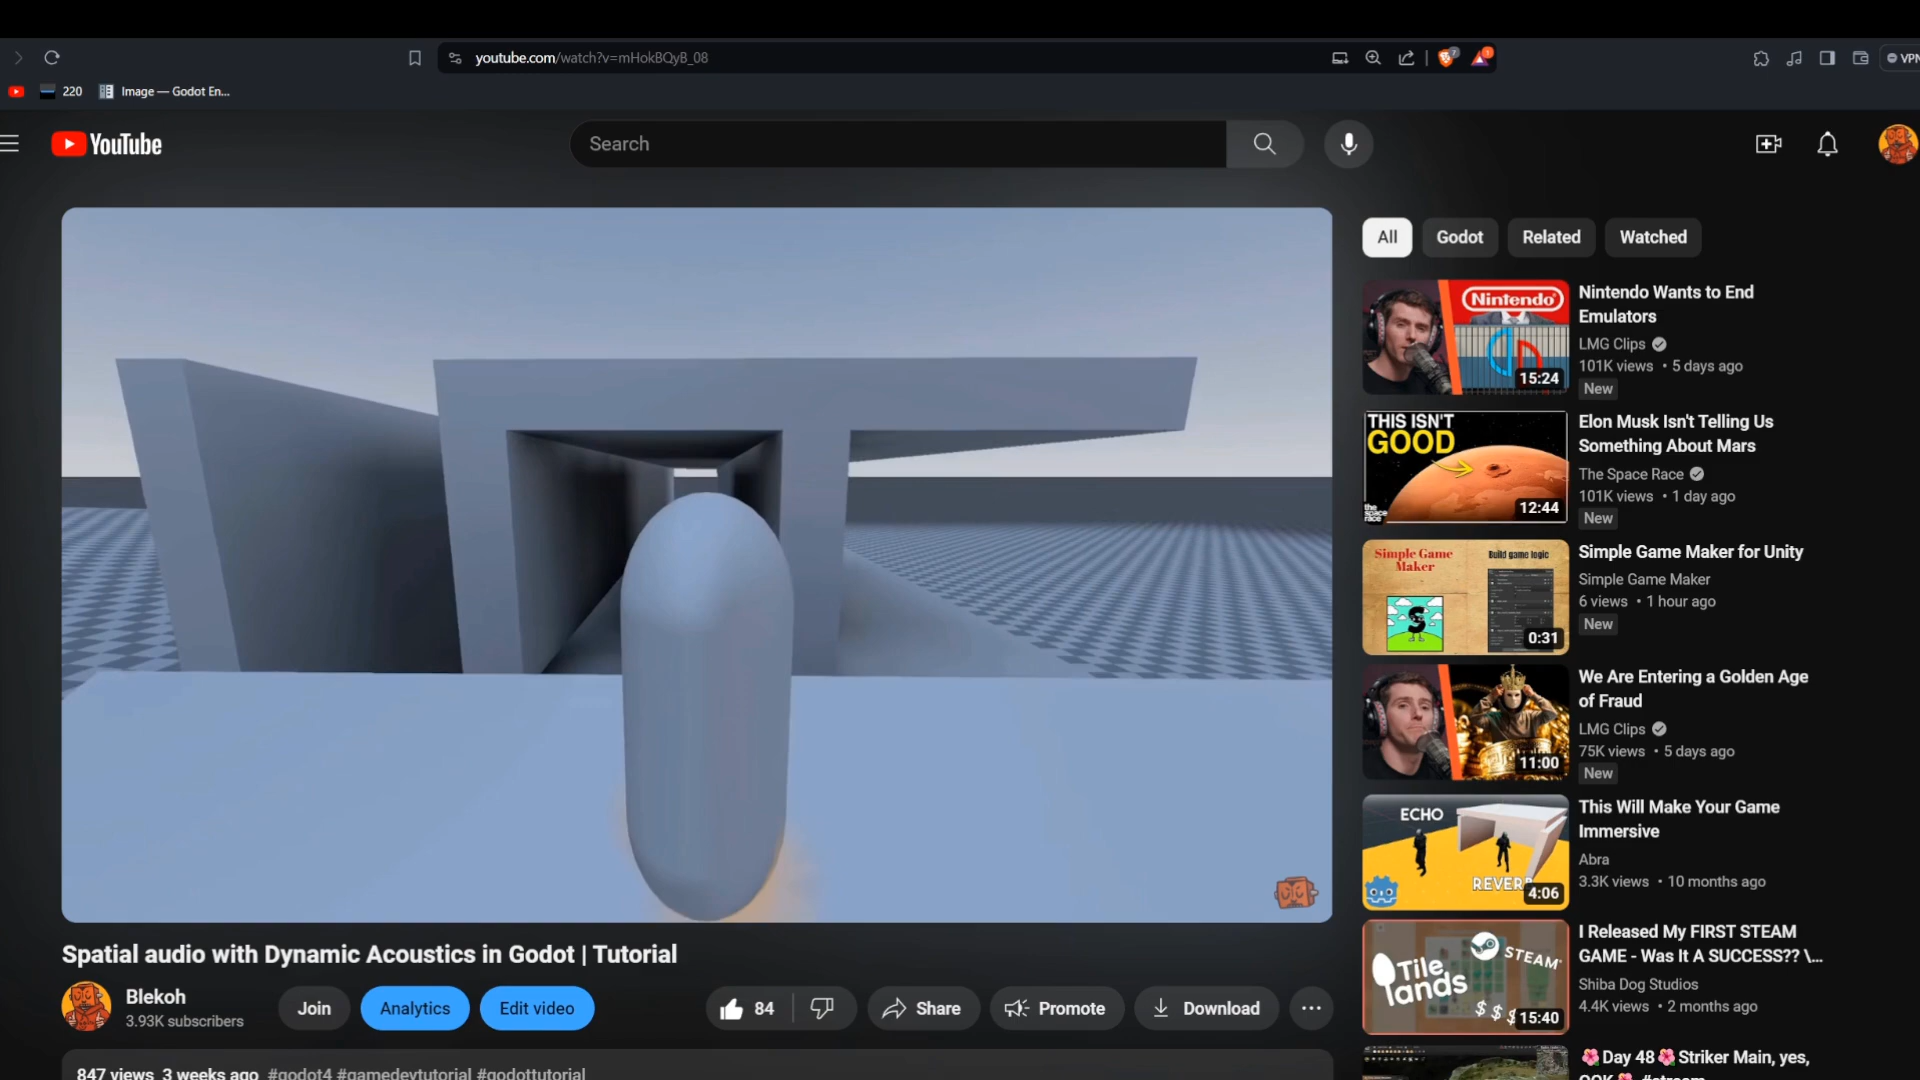 youtube.com/watch?v=mHokBQyB_08
VPN
220
Image — Godot En...
YouTube
Search
All
Godot
Related
Watched
Nintendo
15:24
Nintendo Wants to End
Emulators
LMG Clips
101K views • 5 days ago
New
THIS ISN'T
GOOD
the
space
race
12:44
Elon Musk Isn't Telling Us
Something About Mars
The Space Race
101K views • 1 day ago
New
Simple Game
Maker
Build game logic
S
0:31
Simple Game Maker for Unity
Simple Game Maker
6 views • 1 hour ago
New
11:00
We Are Entering a Golden Age
of Fraud
LMG Clips
75K views • 5 days ago
New
ECHO
REVERB
4:06
This Will Make Your Game
Immersive
Abra
3.3K views • 10 months ago
STEAM
Tile
lands
$ $ $
15:40
I Released My FIRST STEAM
GAME - Was It A SUCCESS?? \...
Shiba Dog Studios
4.4K views • 2 months ago
🌺Day 48🌺Striker Main, yes,
Spatial audio with Dynamic Acoustics in Godot | Tutorial
Blekoh
3.93K subscribers
Join
Analytics
Edit video
84
Share
Promote
Download
847 views 3 weeks ago #godot4 #gamedevtutorial #godottutorial